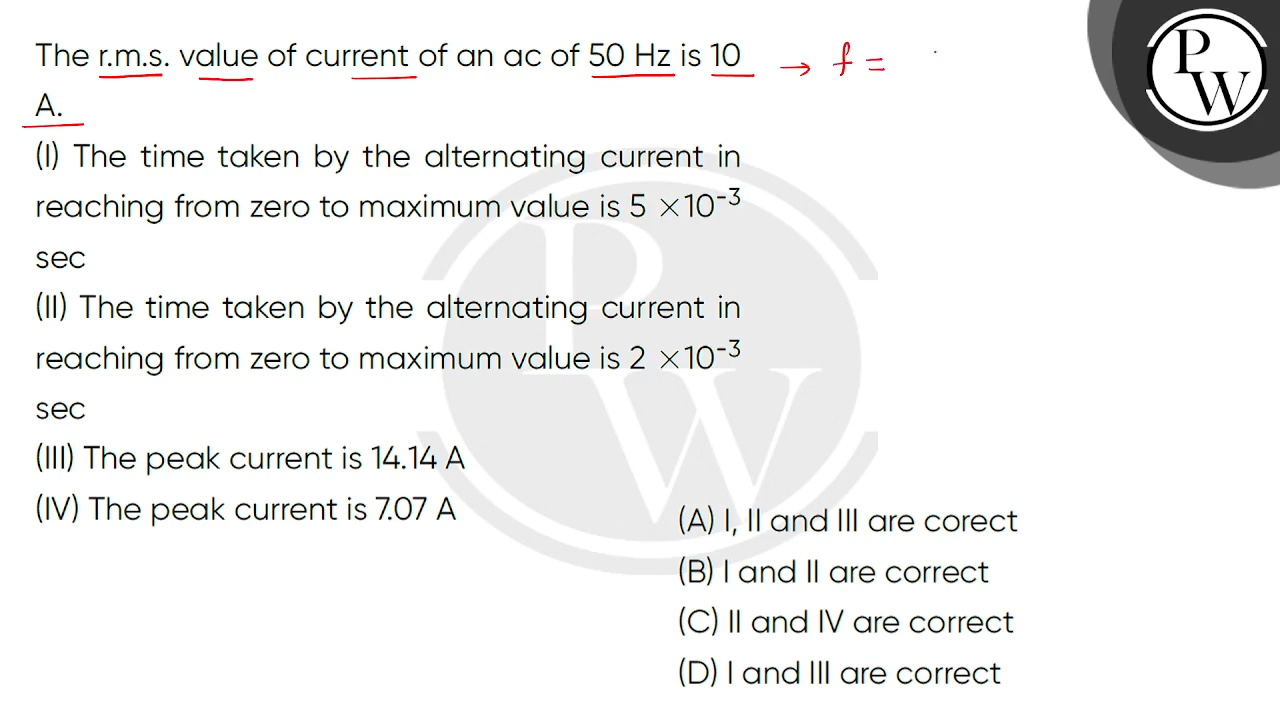 The r.m.s. value of current of an ac of 50 Hz is 10 → f =
A.
(I) The time taken by the alternating current in
reaching from zero to maximum value is 5 ×10⁻³
sec
(II) The time taken by the alternating current in
reaching from zero to maximum value is 2 ×10⁻³
sec
(III) The peak current is 14.14 A
(IV) The peak current is 7.07 A
(A) I, II and III are corect
(B) I and II are correct
(C) II and IV are correct
(D) I and III are correct
PW
PW